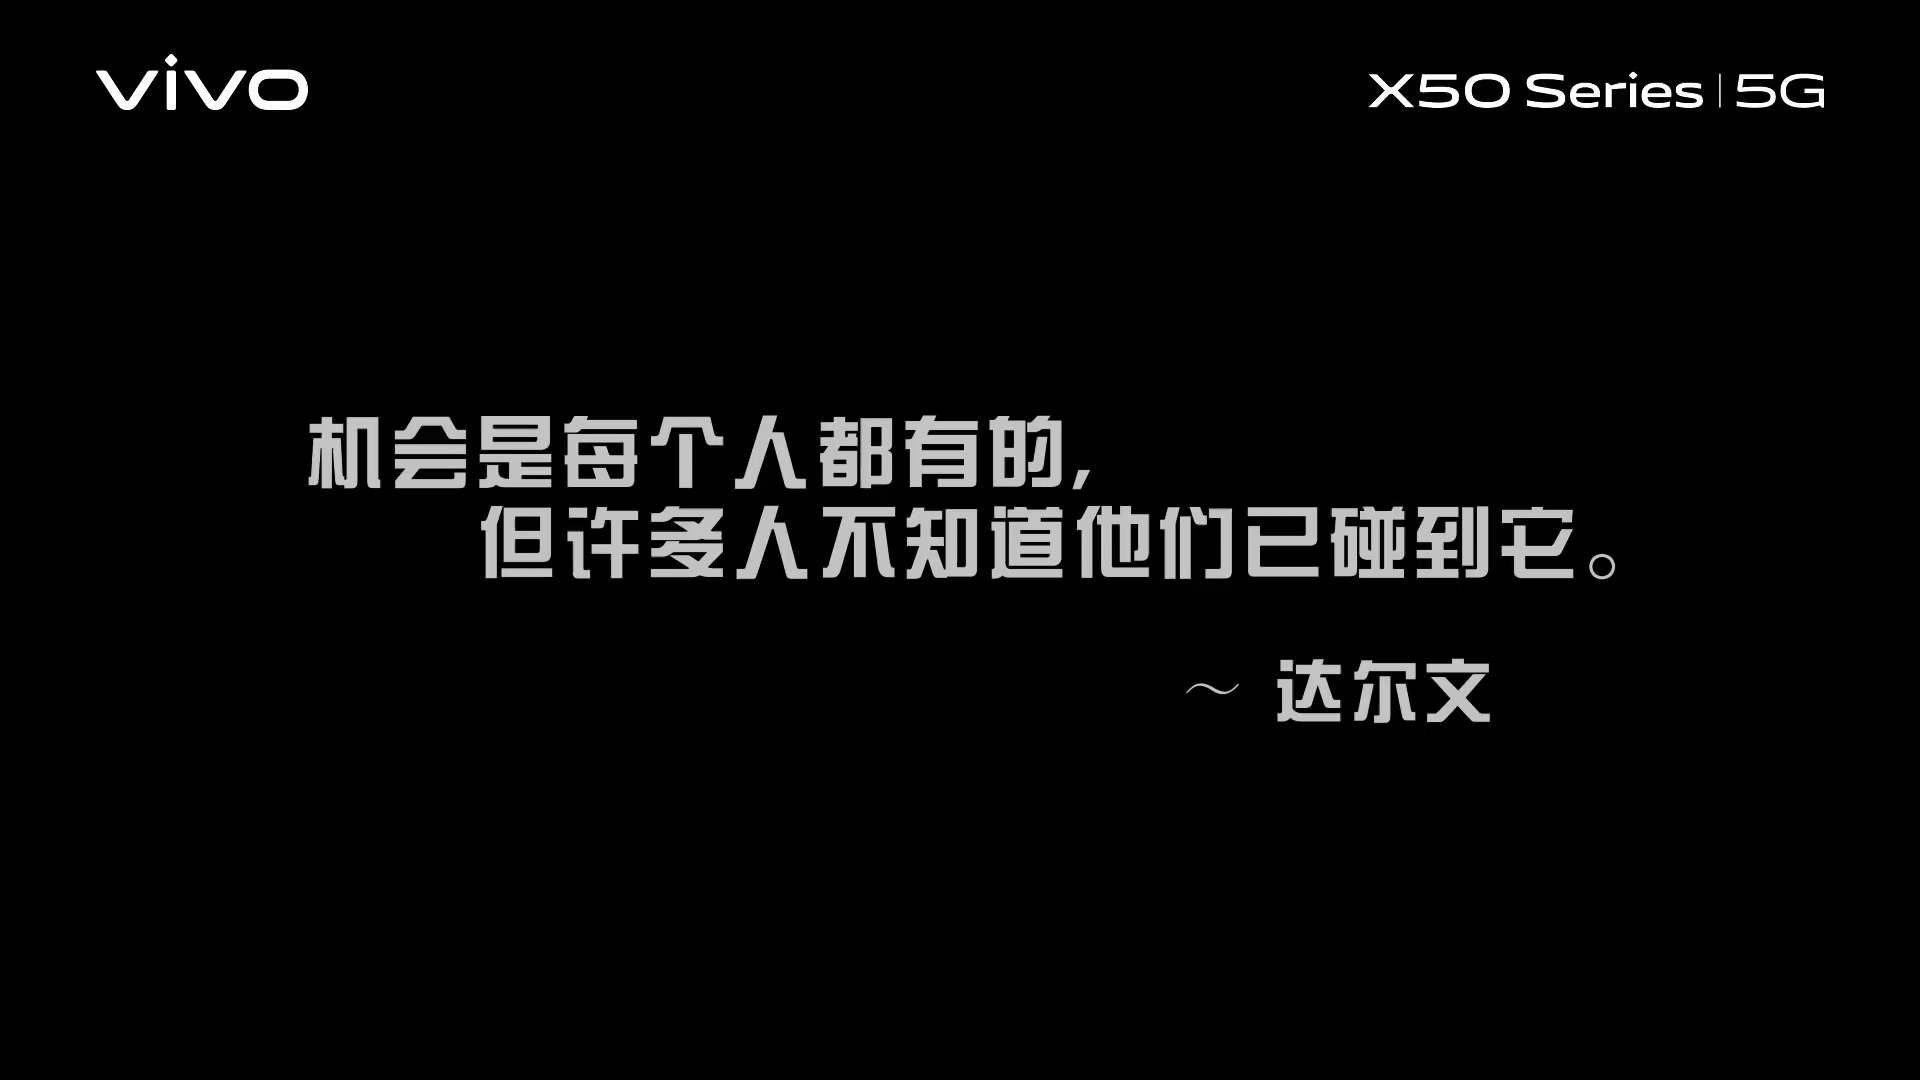 vivo
X50 Series | 5G
机会是每个人都有的,
但许多人不知道他们已碰到它。
～ 达尔文